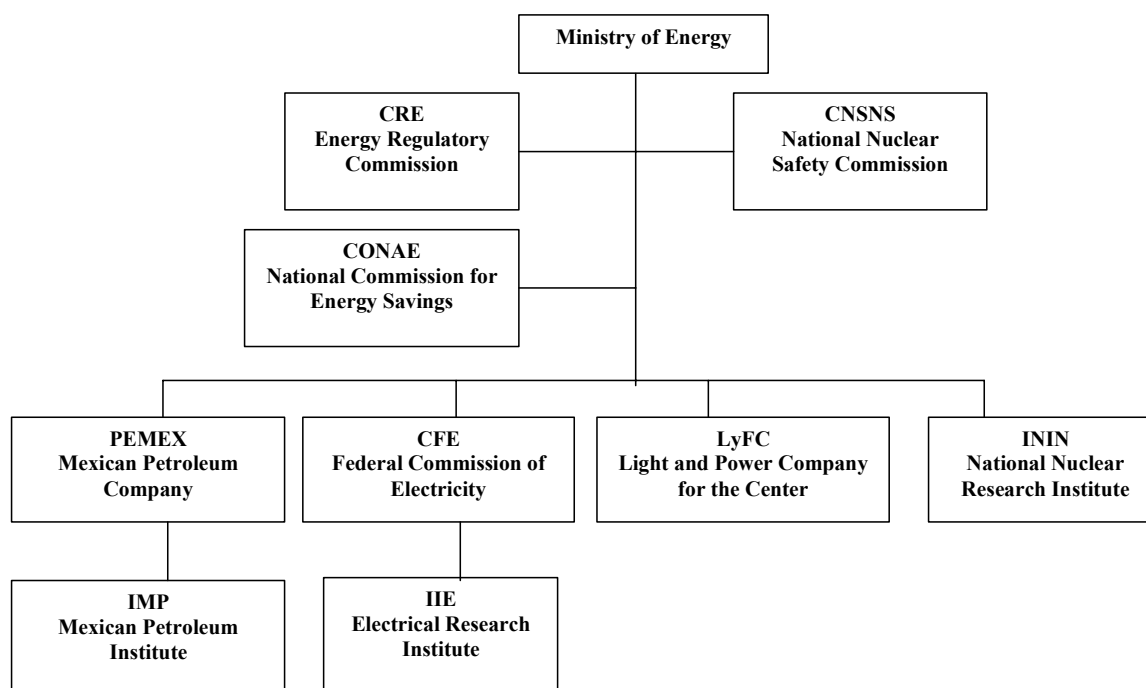 Ministry of Energy
CRE
Energy Regulatory
Commission
CNSNS
National Nuclear
Safety Commission
CONAE
National Commission for
Energy Savings
PEMEX
Mexican Petroleum
Company
CFE
Federal Commission of
Electricity
LyFC
Light and Power Company
for the Center
ININ
National Nuclear
Research Institute
IMP
Mexican Petroleum
Institute
IIE
Electrical Research
Institute